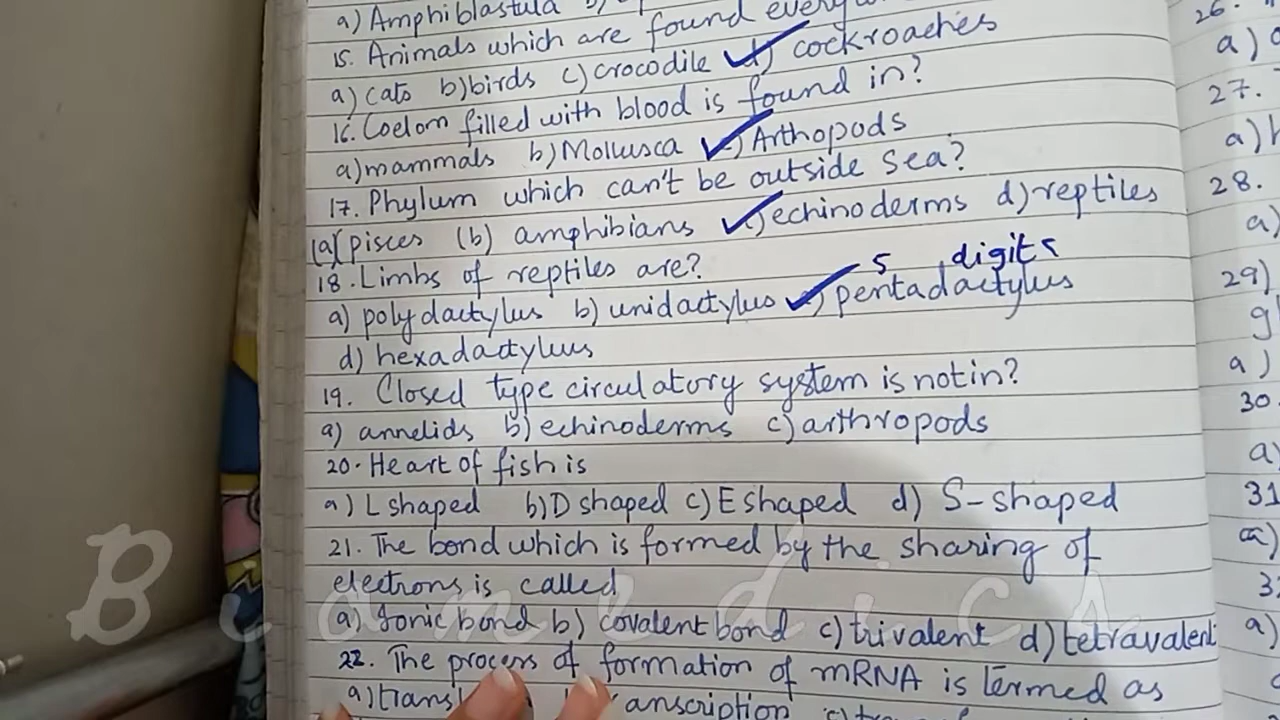 a) Amphiblastula
15. Animals which are found
a) cats b) birds c) crocodile d) cockroaches
16. Coelom filled with blood is found in?
a) mammals b) Mollusca c) Arthopods
17. Phylum which can't be outside sea?
(a) pisces (b) amphibians c) echinoderms d) reptiles
18. Limbs of reptiles are?
5 digits
a) polydactylus b) unidactylus c) pentadactylus
d) hexadactylus
19. Closed type circulatory system is not in?
a) annelids b) echinoderms c) arthropods
20. Heart of fish is
a) L shaped b) D shaped c) E shaped d) S-shaped
21. The bond which is formed by the sharing of
electrons is called
a) Ionic bond b) covalent bond c) trivalent d) tetravalent
22. The process of formation of mRNA is termed as
a)
26.
a)
27.
a)
28.
a)
29)
a)
30.
a)
31
a)
a)
Biomedics